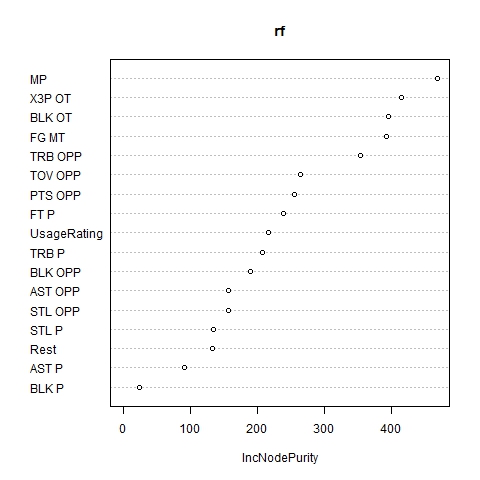 rf
MP
X3P OT
BLK OT
FG MT
TRB OPP
TOV OPP
PTS OPP
FT P
UsageRating
TRB P
BLK OPP
AST OPP
STL OPP
STL P
Rest
AST P
BLK P
0 100 200 300 400
IncNodePurity